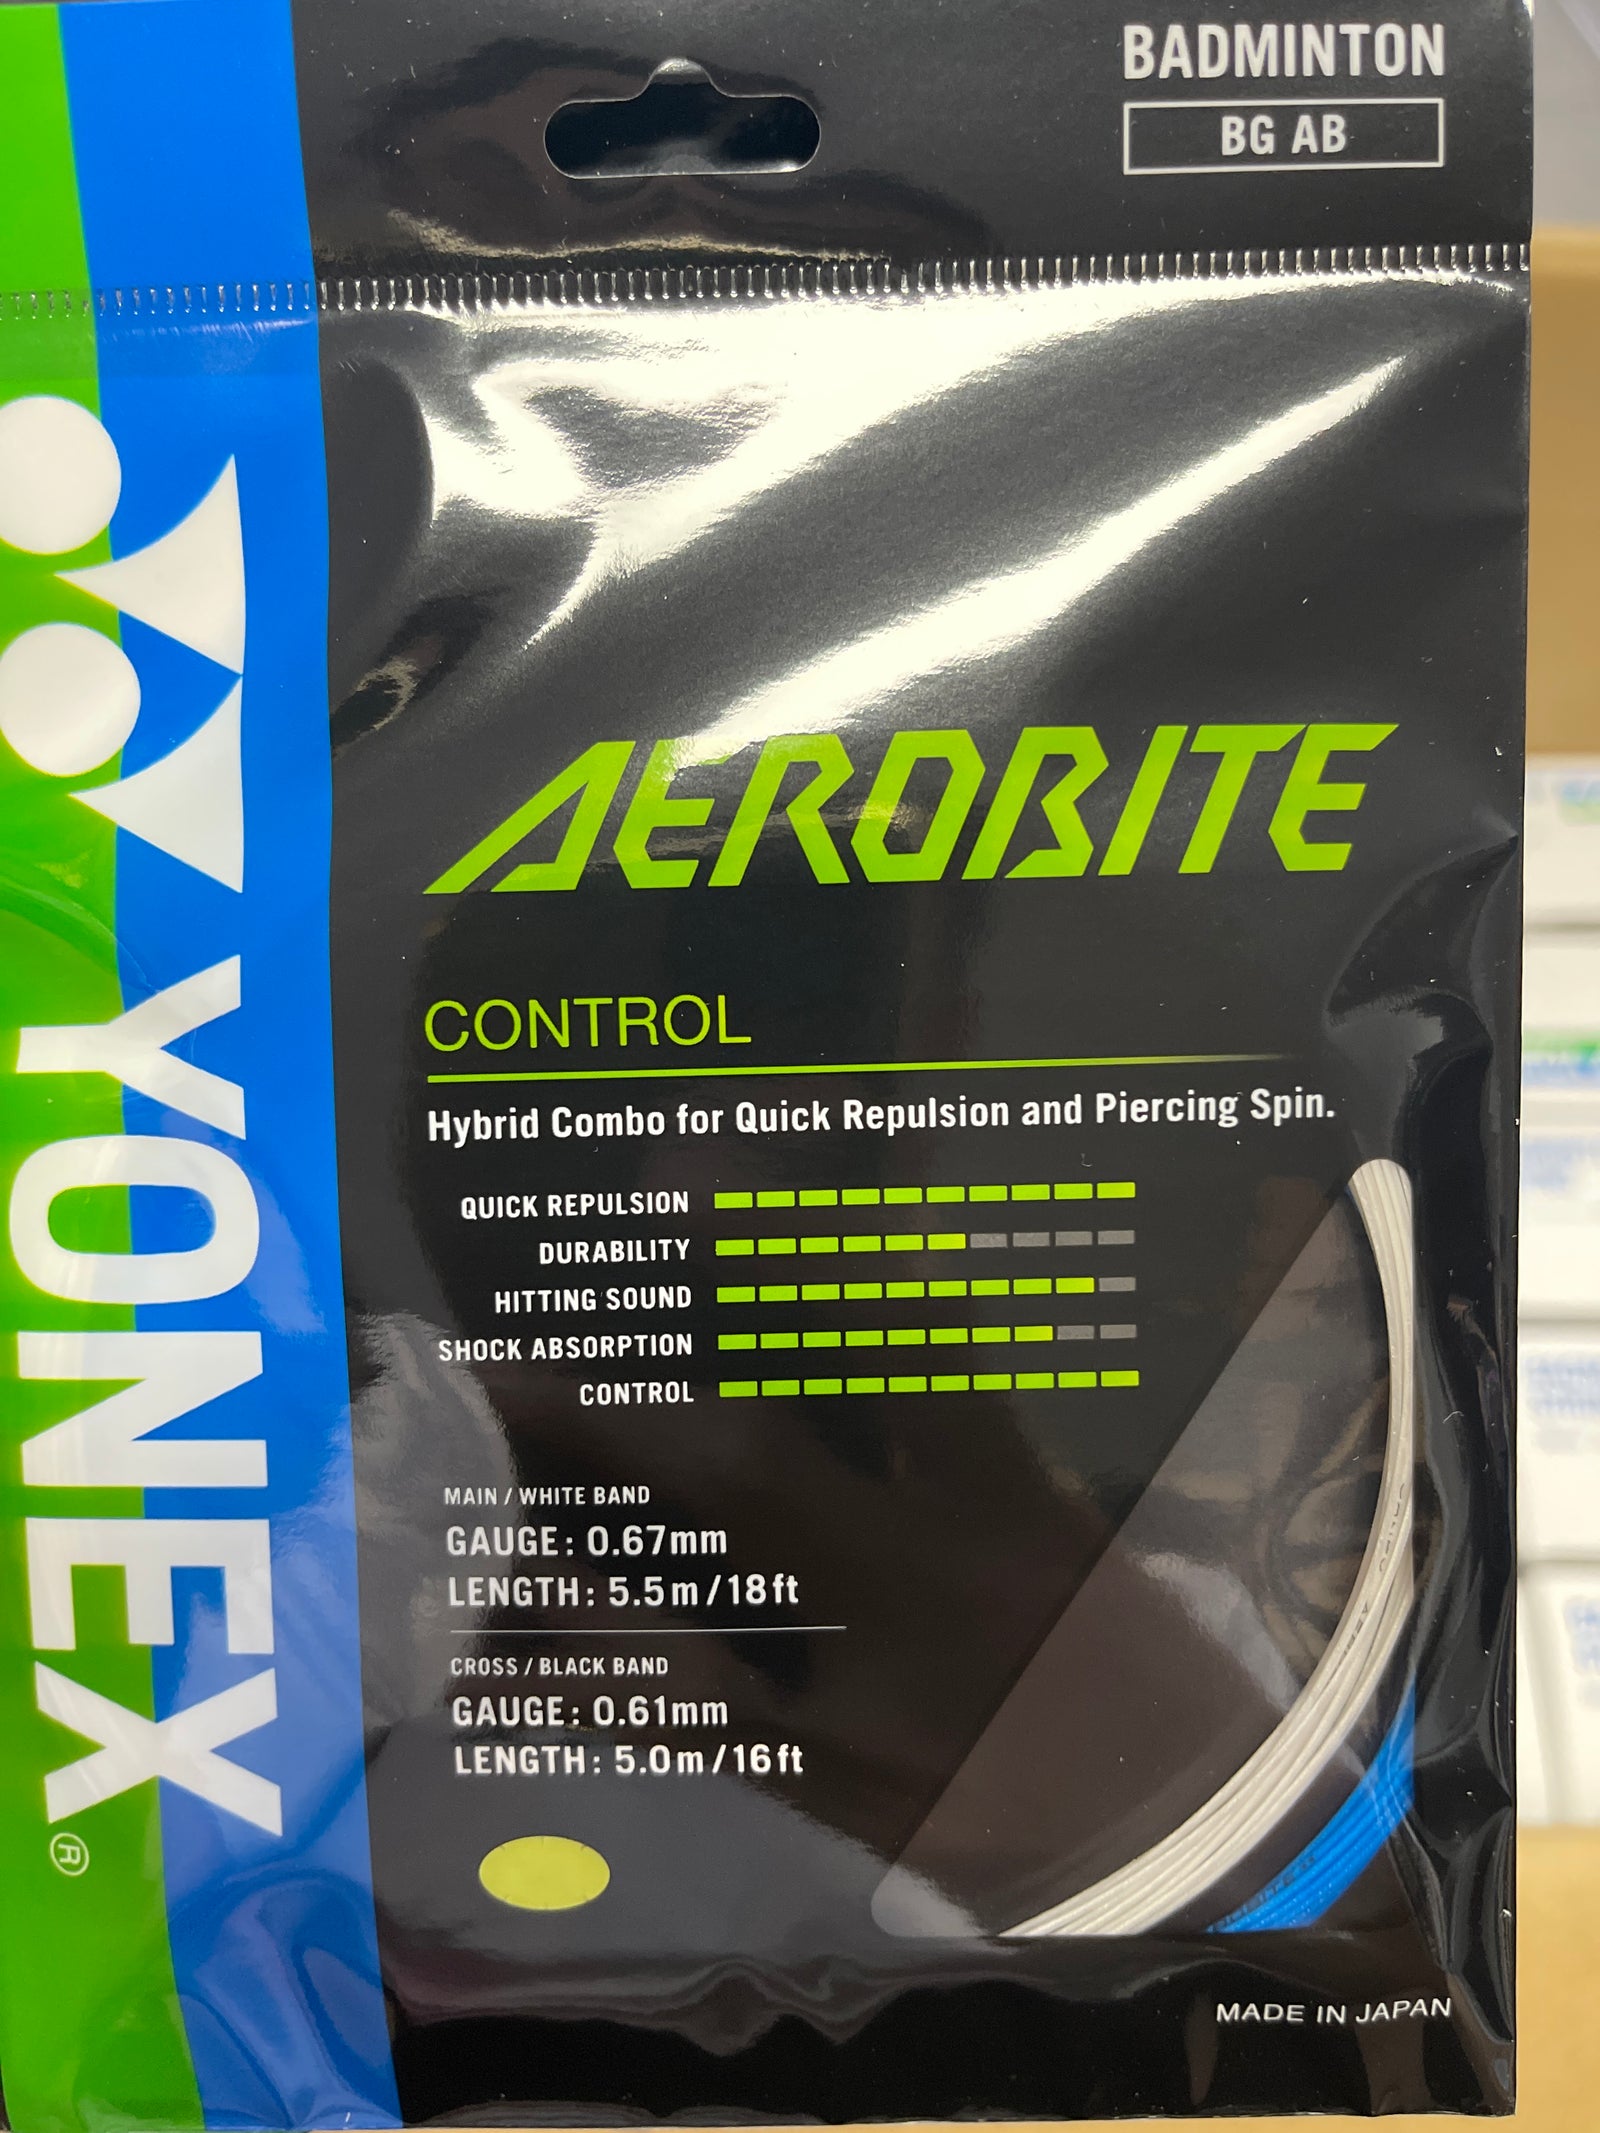 BADMINTON
BG AB
YONEX®
AEROBITE
CONTROL
Hybrid Combo for Quick Repulsion and Piercing Spin.
QUICK REPULSION
DURABILITY
HITTING SOUND
SHOCK ABSORPTION
CONTROL
MAIN / WHITE BAND
GAUGE: 0.67mm
LENGTH: 5.5m/18ft
CROSS / BLACK BAND
GAUGE: 0.61mm
LENGTH: 5.0m/16ft
MADE IN JAPAN